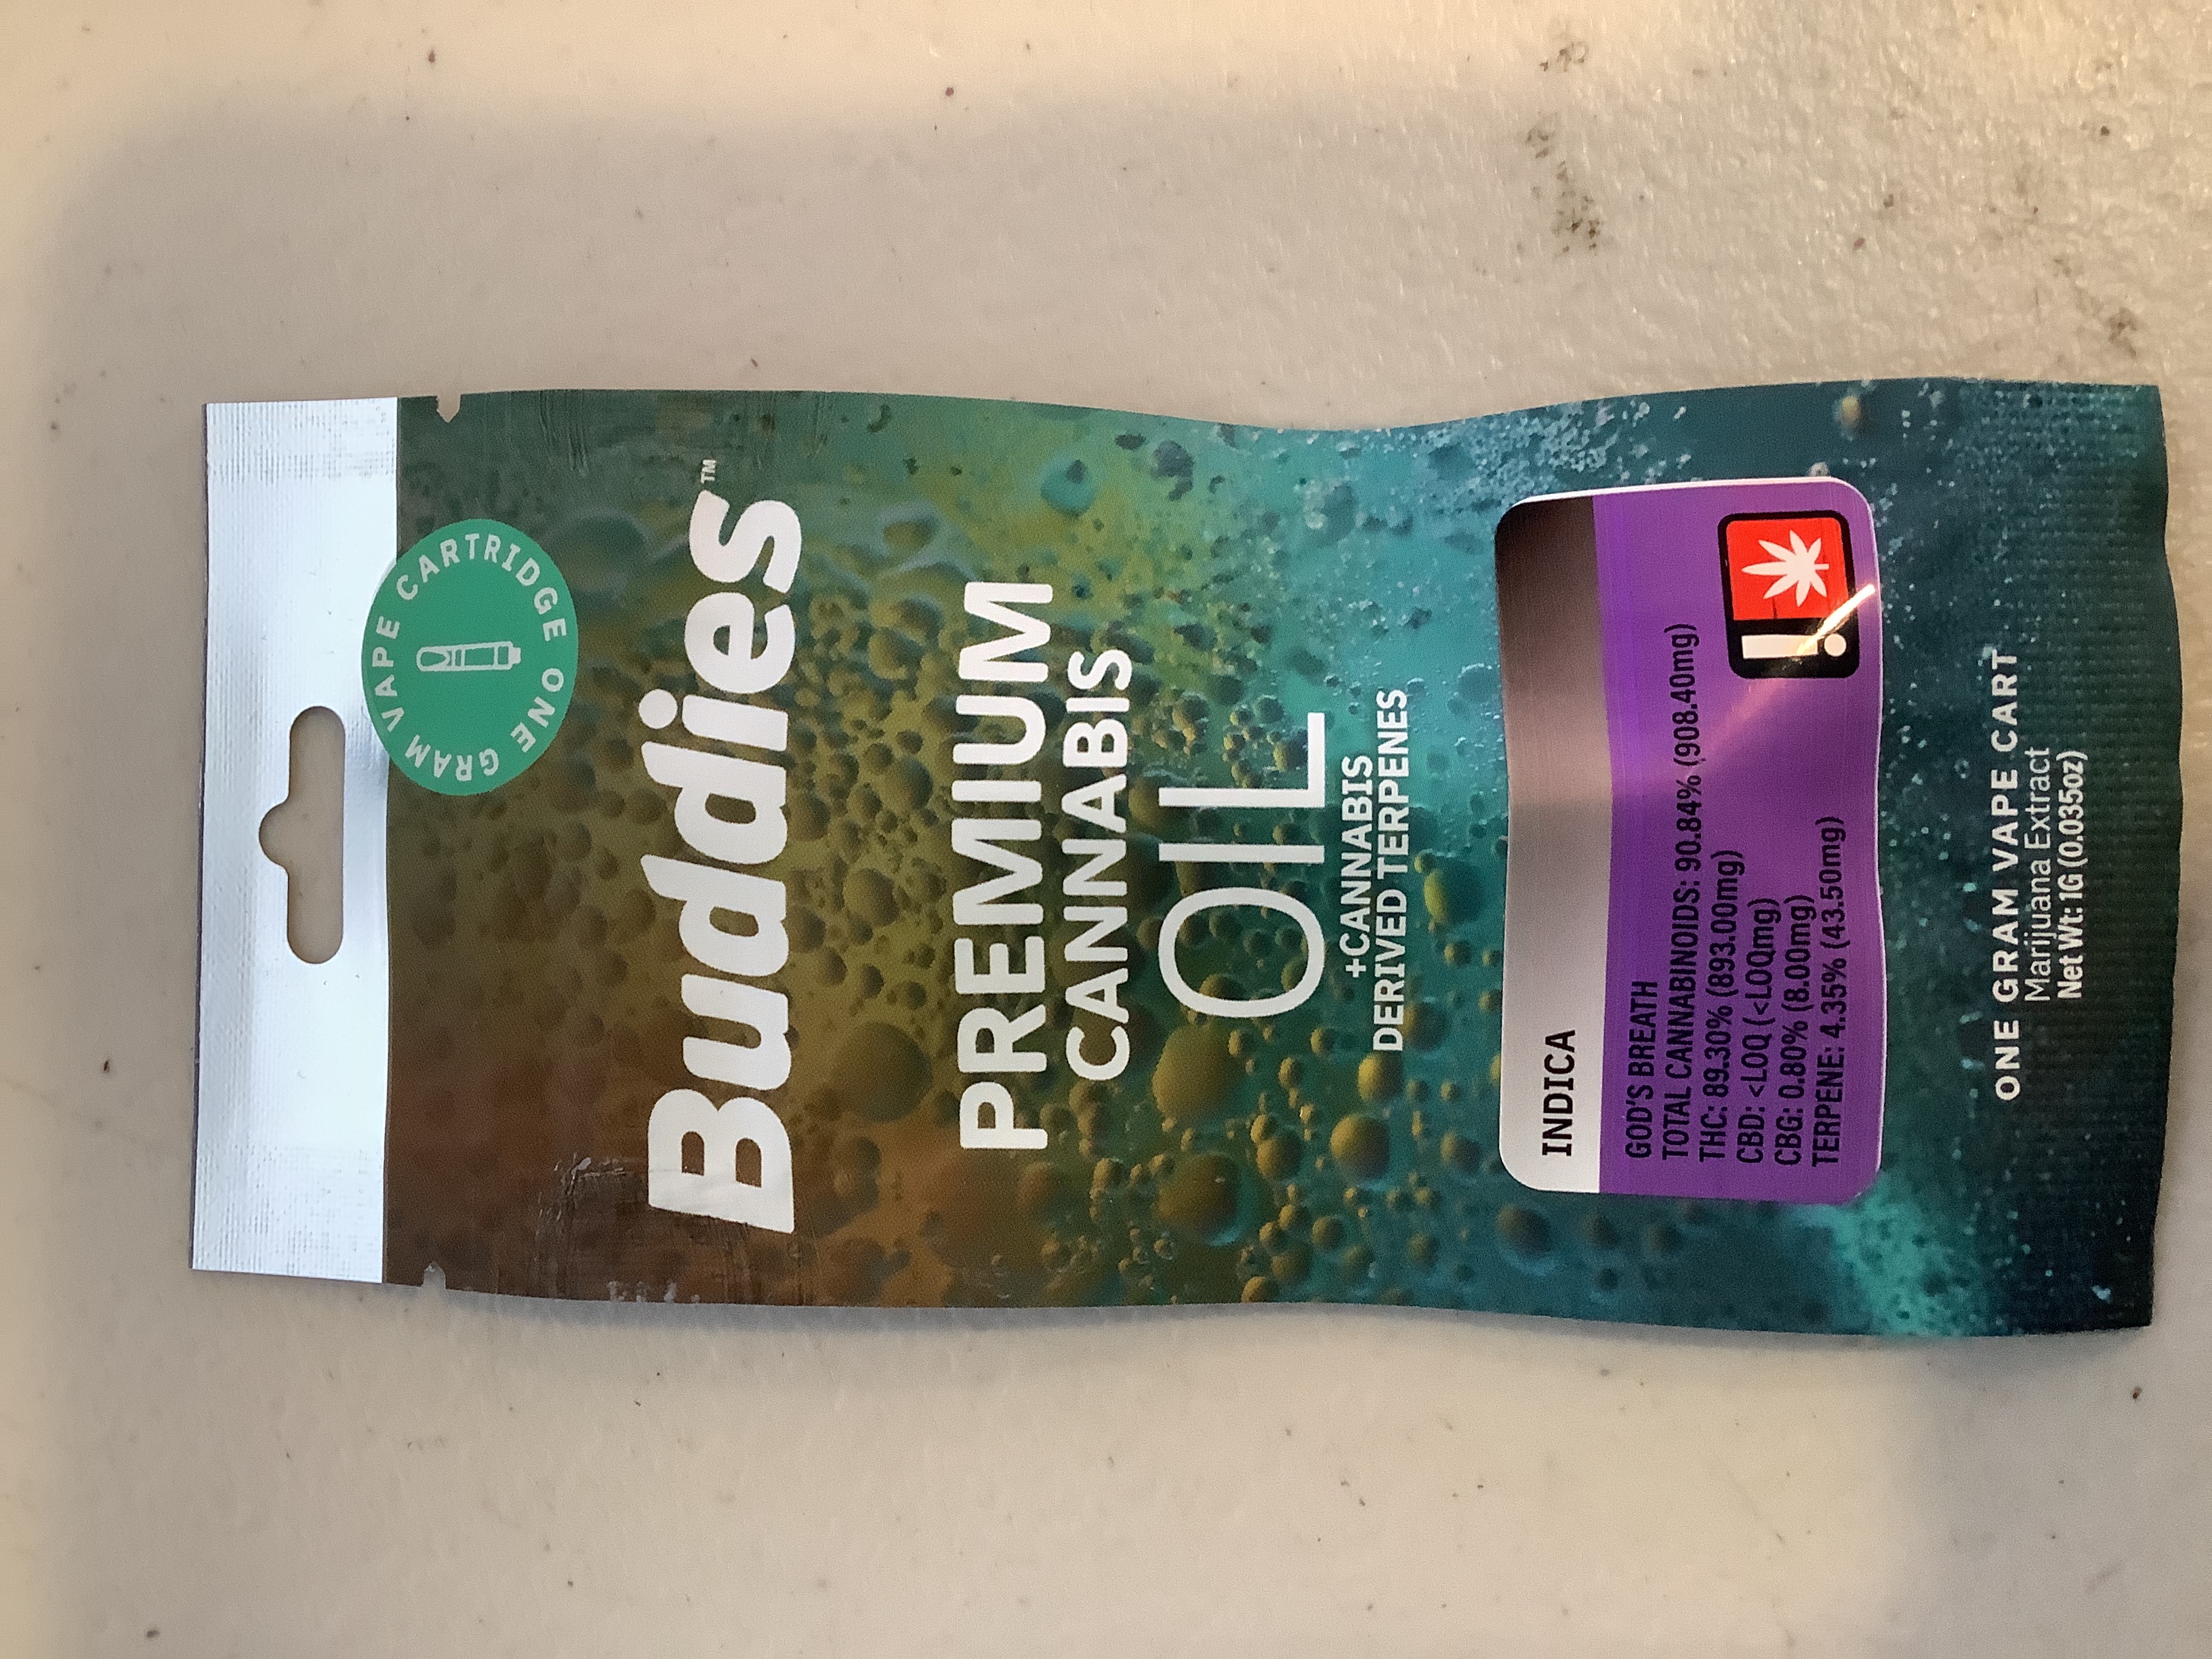 ONE GRAM VAPE CARTRIDGE
Buddies™
PREMIUM
CANNABIS
OIL
+CANNABIS
DERIVED TERPENES
INDICA
GOD'S BREATH
TOTAL CANNABINOIDS: 90.84% (908.40mg)
THC: 89.30% (893.00mg)
CBD: <LOQ (<LOQmg)
CBG: 0.80% (8.00mg)
TERPENE: 4.35% (43.50mg)
!
ONE GRAM VAPE CART
Marijuana Extract
Net Wt: 1G (0.035oz)